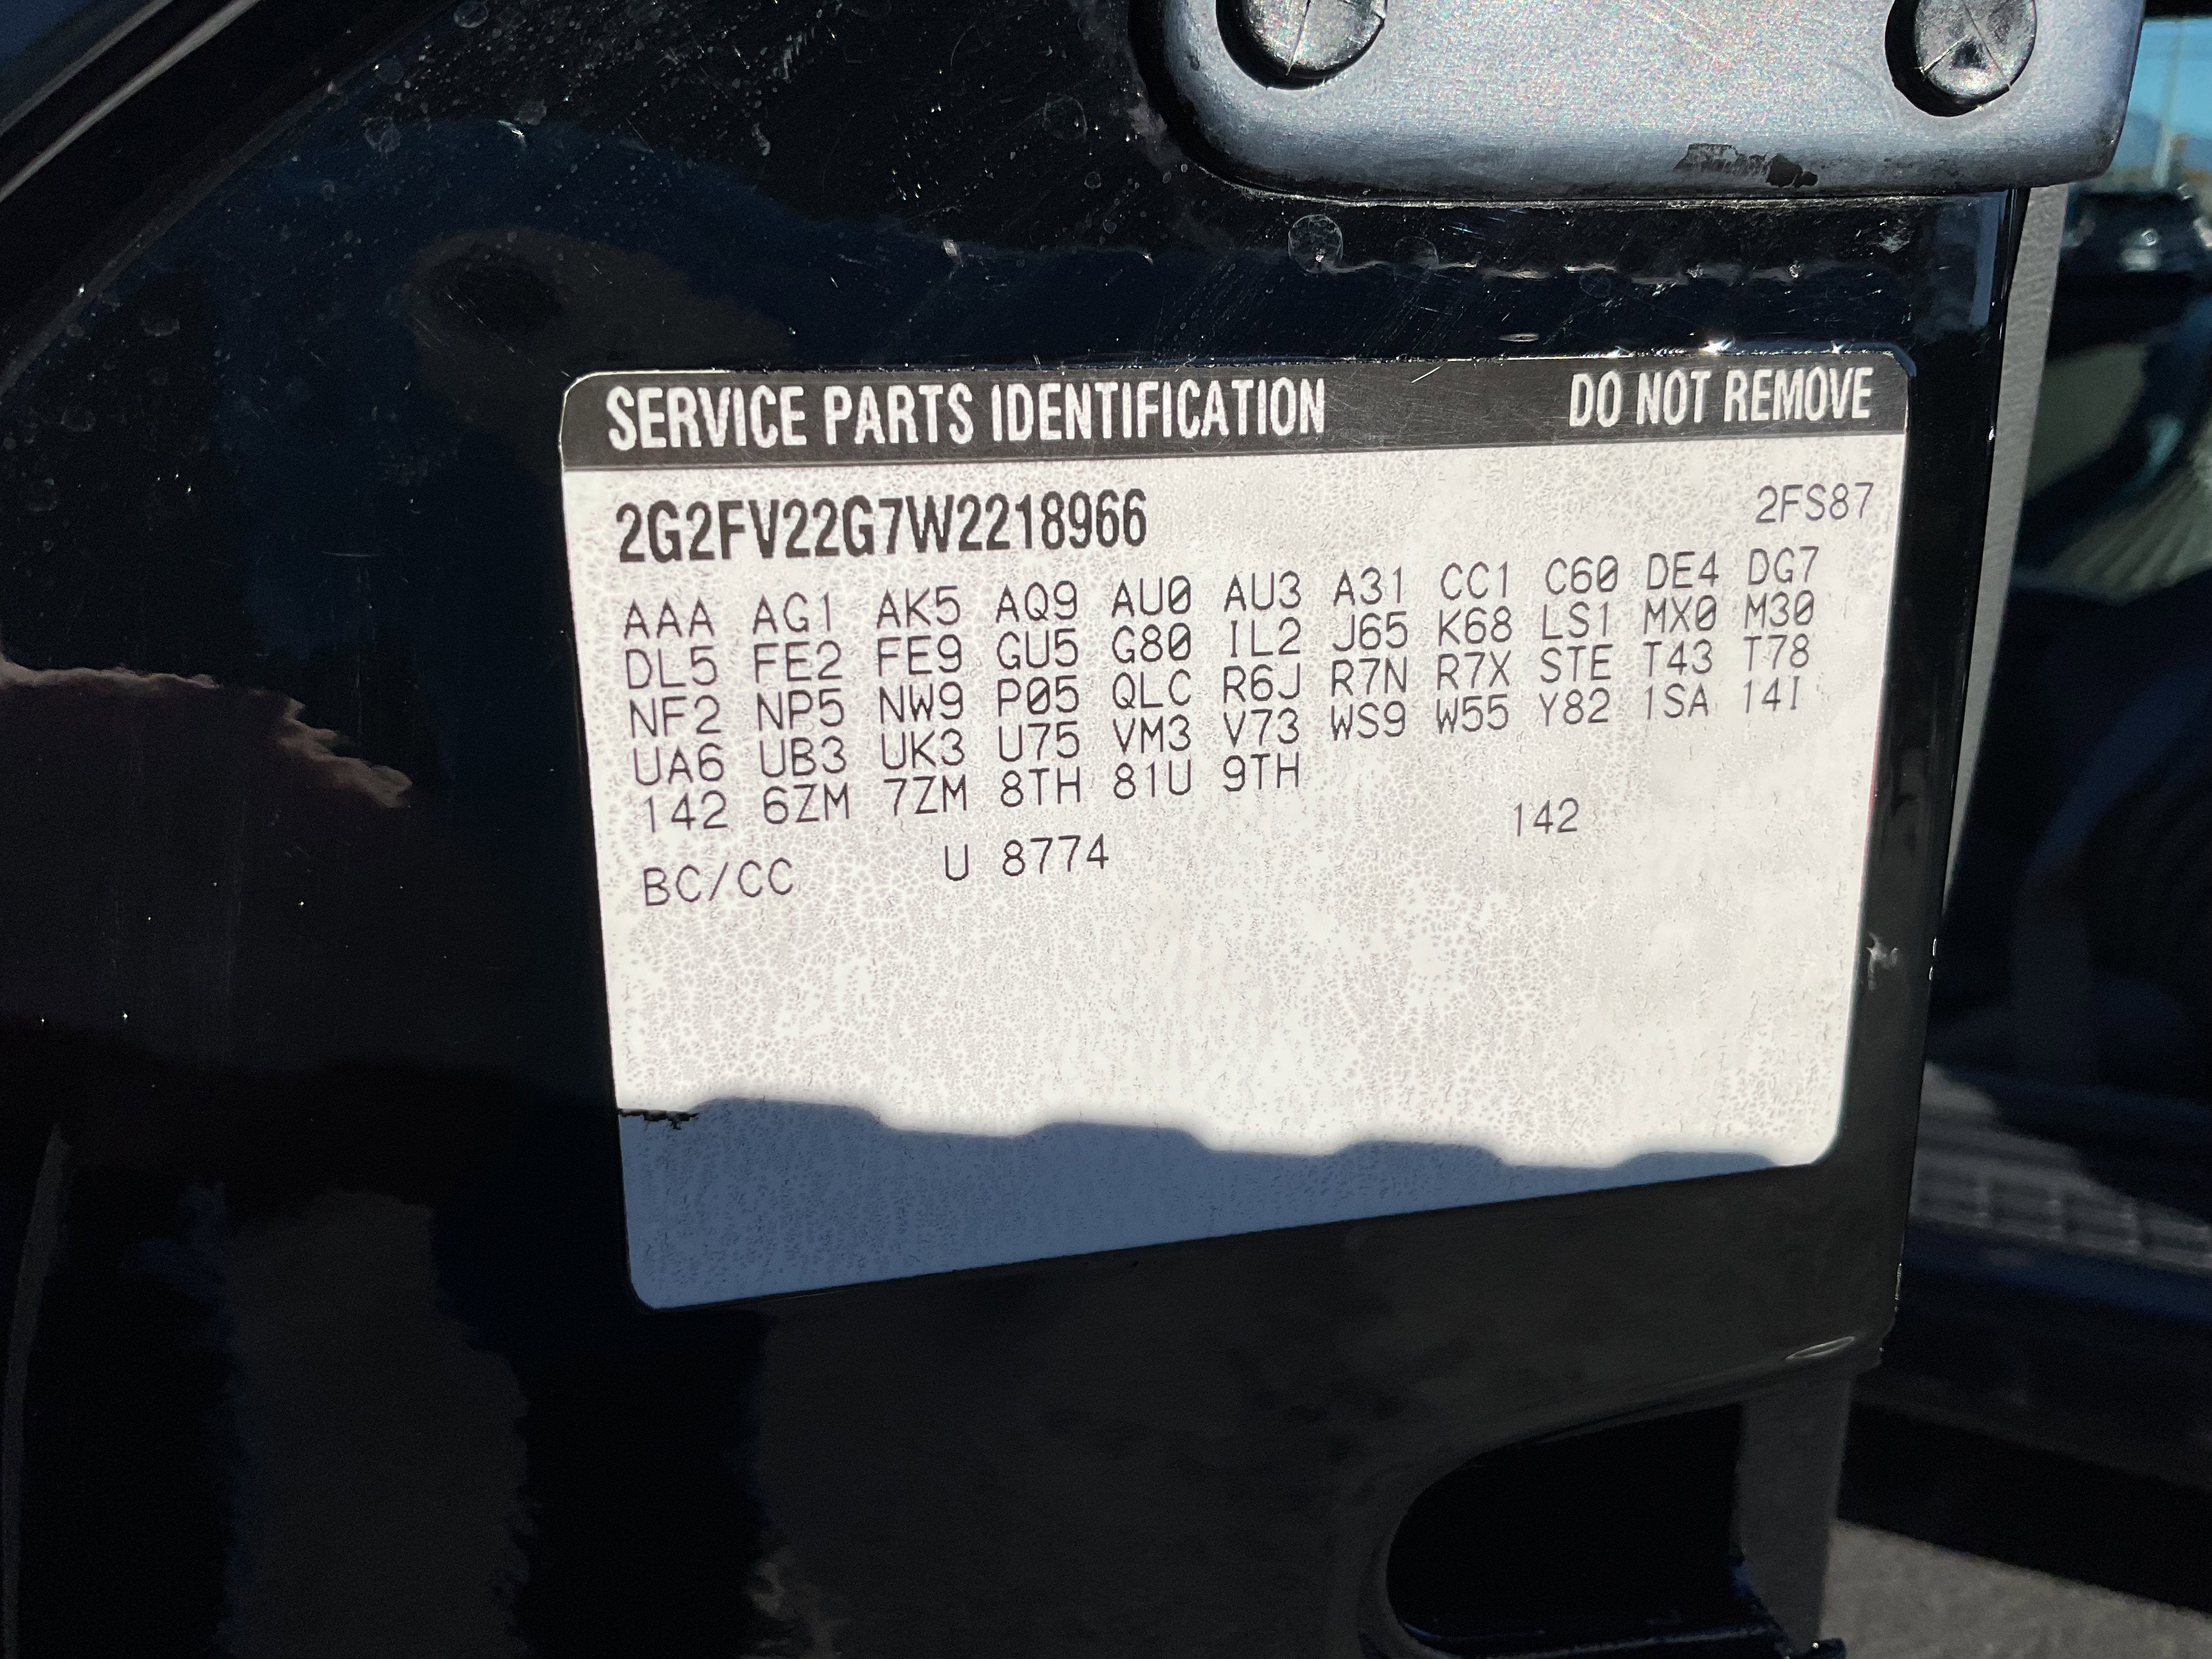 SERVICE PARTS IDENTIFICATION DO NOT REMOVE
2G2FV22G7W2218966 2FS87
AAA AG1 AK5 AQ9 AU0 AU3 A31 CC1 C60 DE4 DG7
DL5 FE2 FE9 GU5 G80 IL2 J65 K68 LS1 MX0 M30
NF2 NP5 NW9 P05 QLC R6J R7N R7X STE T43 T78
UA6 UB3 UK3 U75 VM3 V73 WS9 W55 Y82 1SA 14I
142 6ZM 7ZM 8TH 81U 9TH
BC/CC U 8774 142